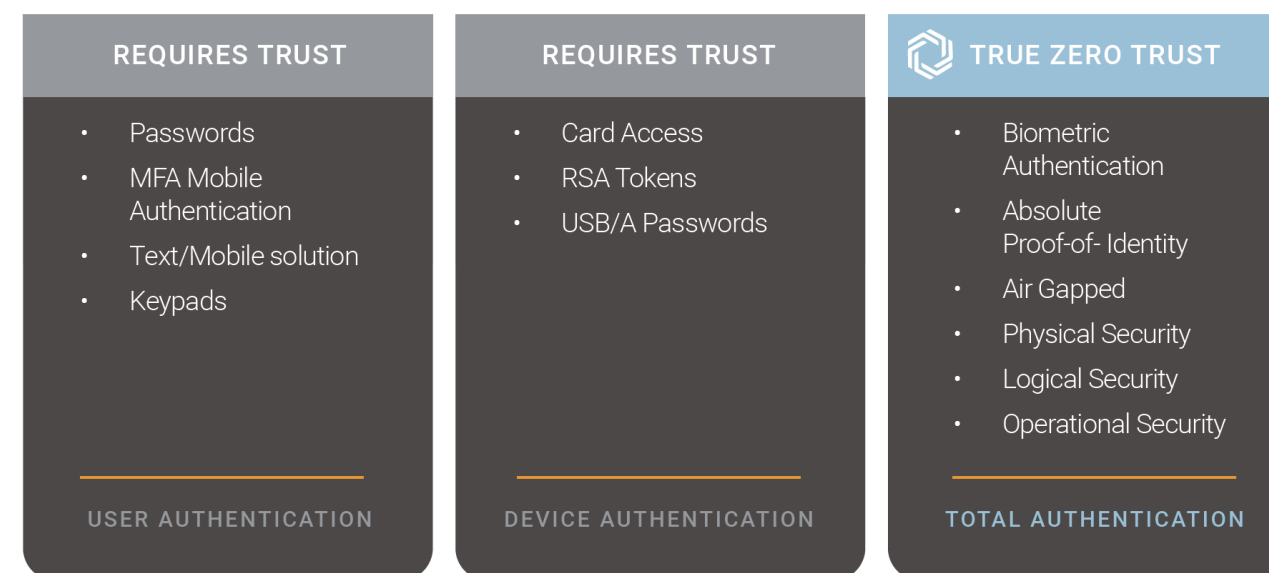 REQUIRES TRUST
• Passwords
• MFA Mobile
Authentication
• Text/Mobile solution
• Keypads
USER AUTHENTICATION
REQUIRES TRUST
• Card Access
• RSA Tokens
• USB/A Passwords
DEVICE AUTHENTICATION
TRUE ZERO TRUST
• Biometric
Authentication
• Absolute
Proof-of- Identity
• Air Gapped
• Physical Security
• Logical Security
• Operational Security
TOTAL AUTHENTICATION